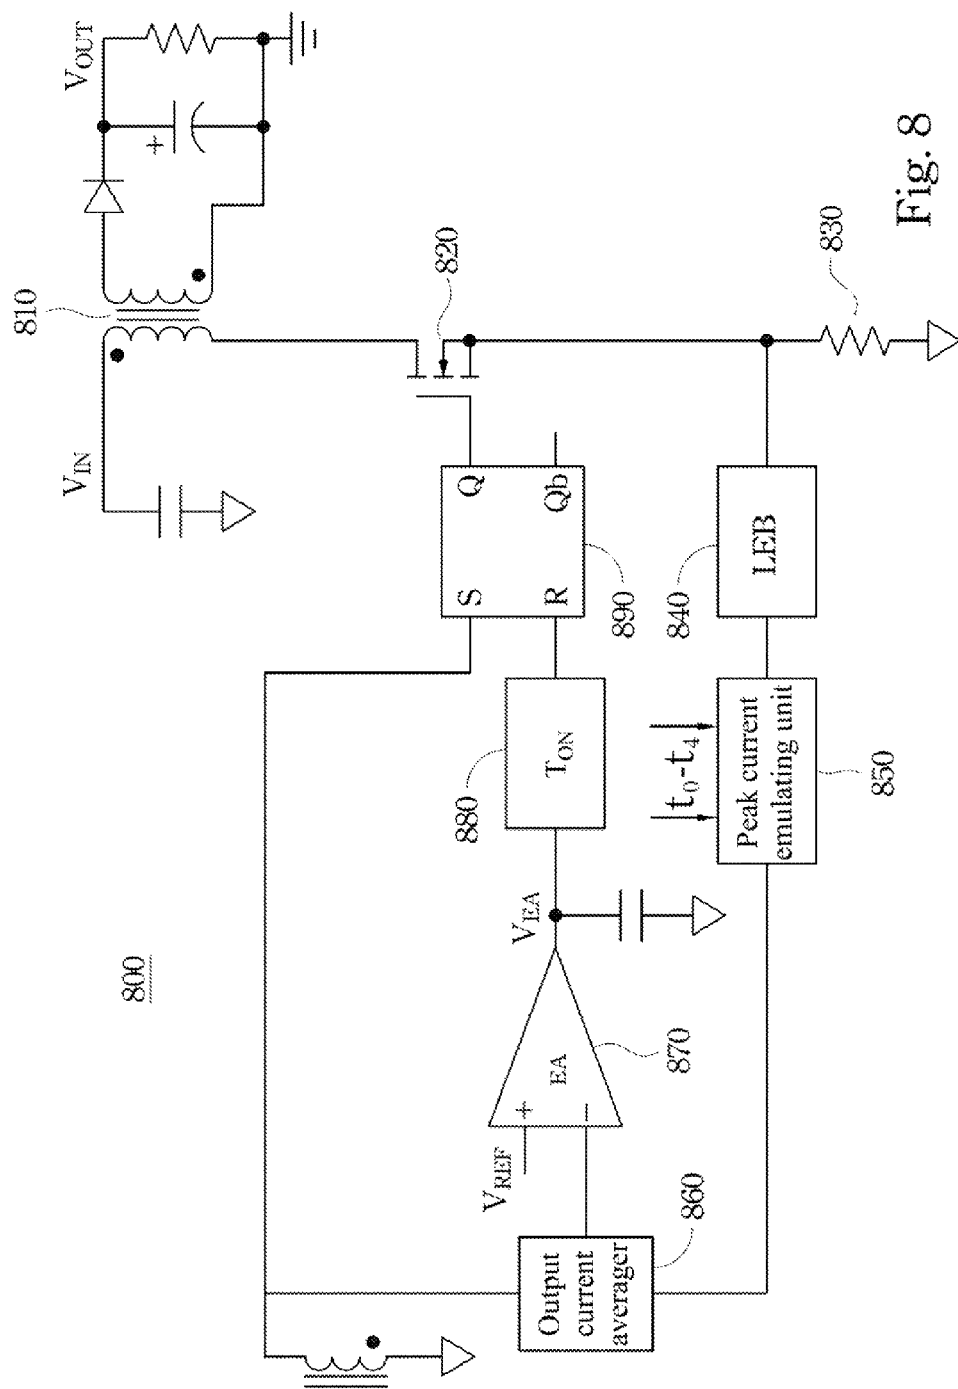 800
810
V_IN
V_OUT
820
S
Q
R
Qb
890
V_REF
+
−
EA
870
V_EA
T_ON
880
Output
current
averager
860
Peak current
emulating unit
850
t_0-t_4
LEB
840
830
+
Fig. 8